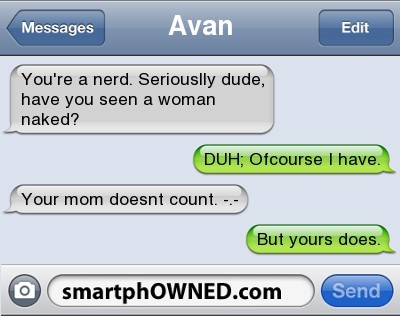 Messages
Avan
Edit
You're a nerd. Seriouslly dude,
have you seen a woman
naked?
DUH; Ofcourse I have.
Your mom doesnt count. -.-
But yours does.
smartphOWNED.com
Send